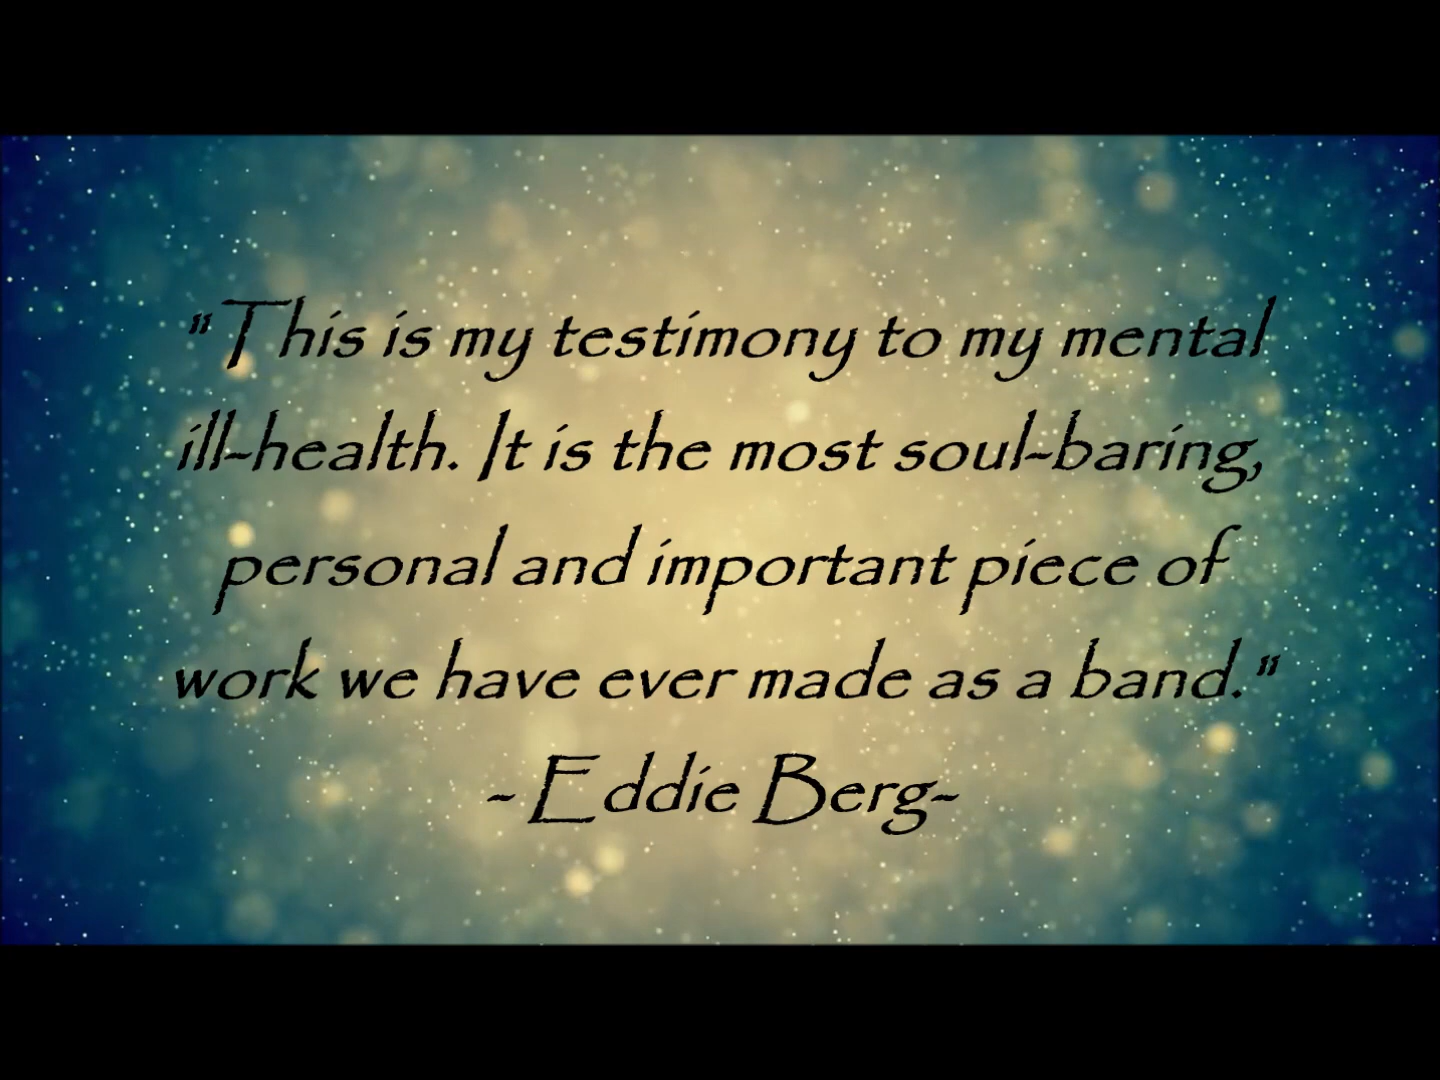 "This is my testimony to my mental
ill-health. It is the most soul-baring,
personal and important piece of
work we have ever made as a band."
- Eddie Berg-